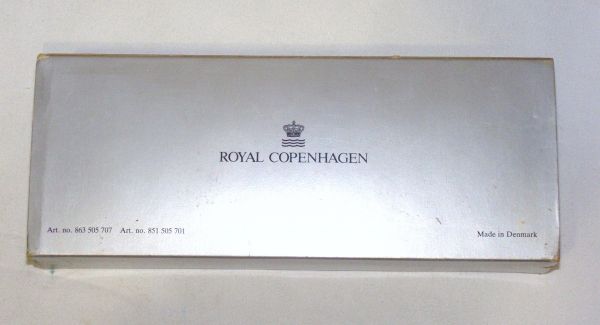 ROYAL COPENHAGEN
Art. no. 863 505 707 Art. no. 851 505 701 Made in Denmark